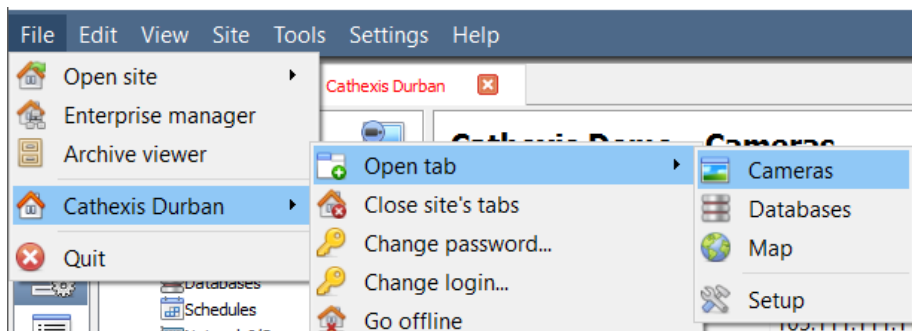 File Edit View Site Tools Settings Help
Open site
Enterprise manager
Archive viewer
Cathexis Durban
Quit
Cathexis Durban
Cameras
Open tab
Close site's tabs
Change password...
Change login...
Go offline
Cameras
Databases
Map
Setup
Databases
Schedules